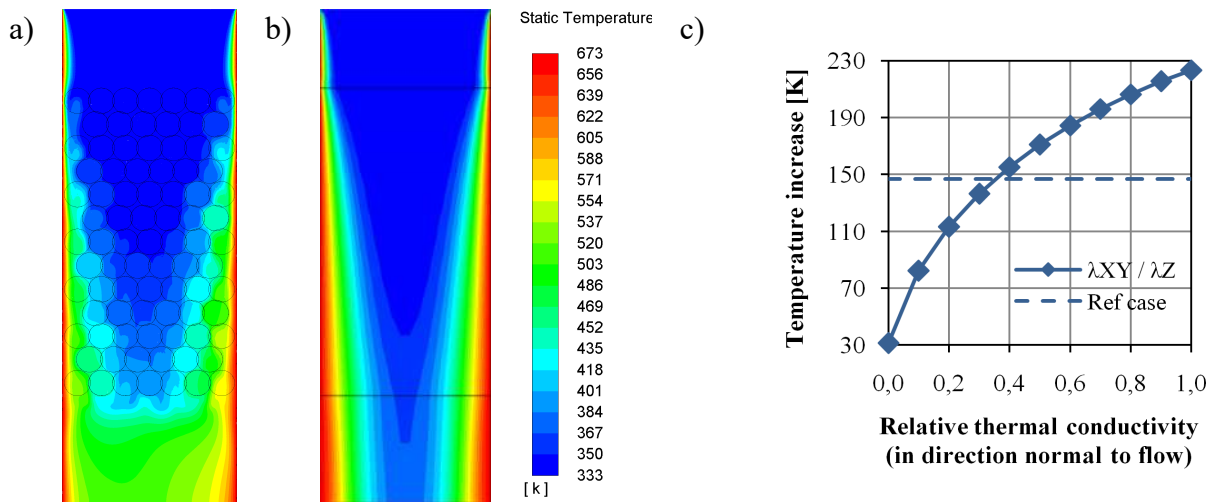 a)
b)
Static Temperature
673
656
639
622
605
588
571
554
537
520
503
486
469
452
435
418
401
384
367
350
333
[ k ]
c)
Temperature increase [K]
230
190
150
110
70
30
λXY / λZ
Ref case
0,0 0,2 0,4 0,6 0,8 1,0
Relative thermal conductivity
(in direction normal to flow)